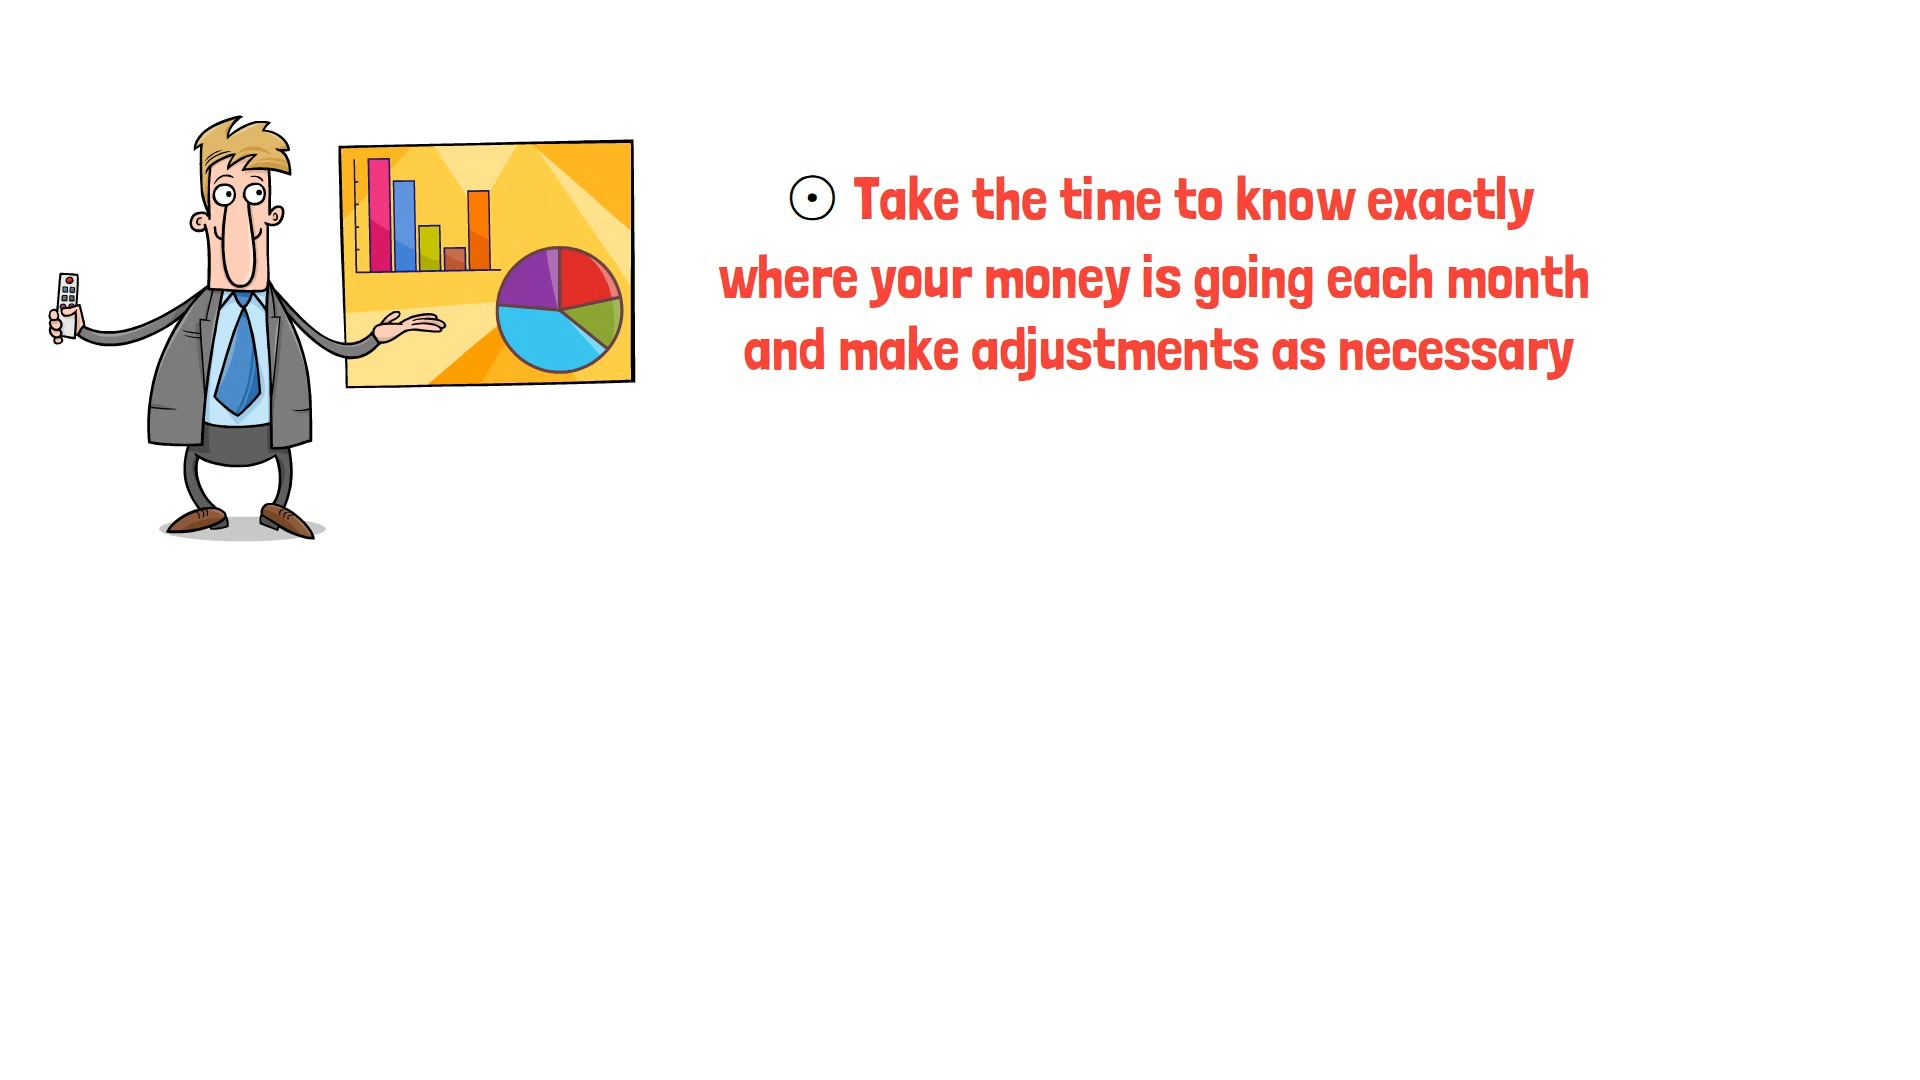 ☉ Take the time to know exactly
where your money is going each month
and make adjustments as necessary